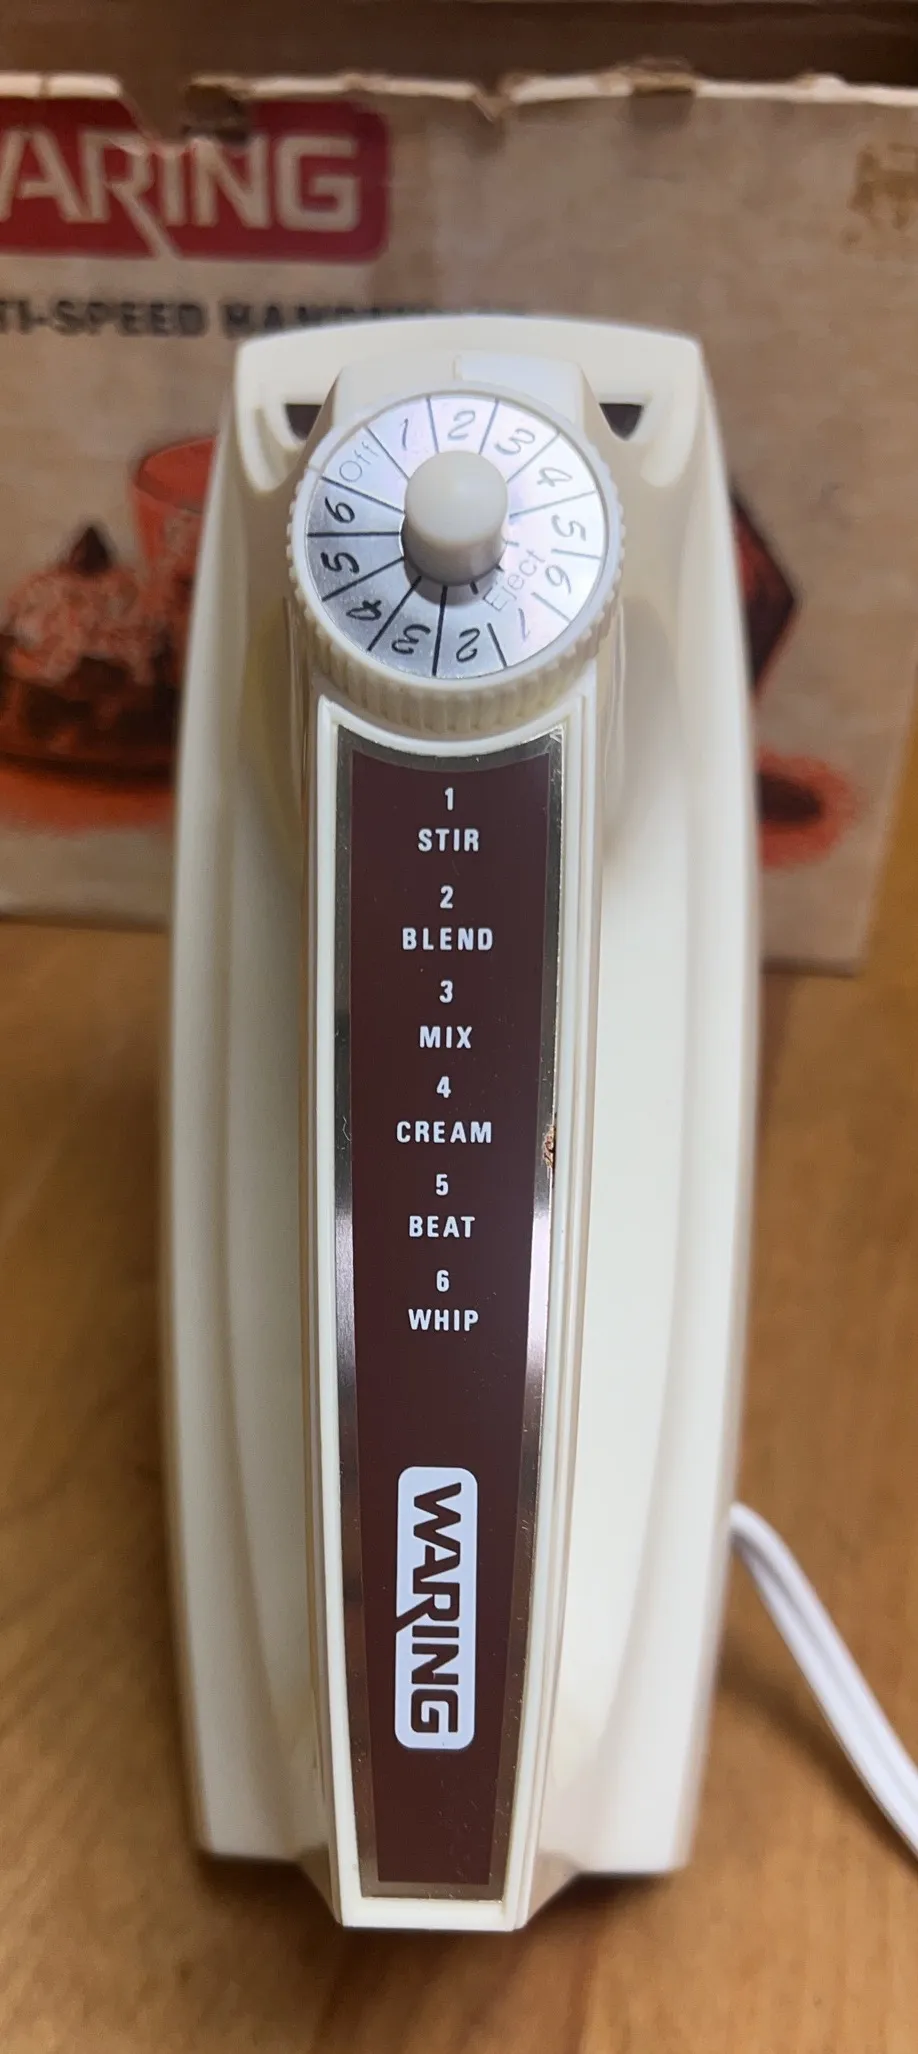 WARING
TI-SPEED HAND
Off 1 2 3 4 5 6 1 2 3 4 5 6
Eject
1
STIR
2
BLEND
3
MIX
4
CREAM
5
BEAT
6
WHIP
WARING